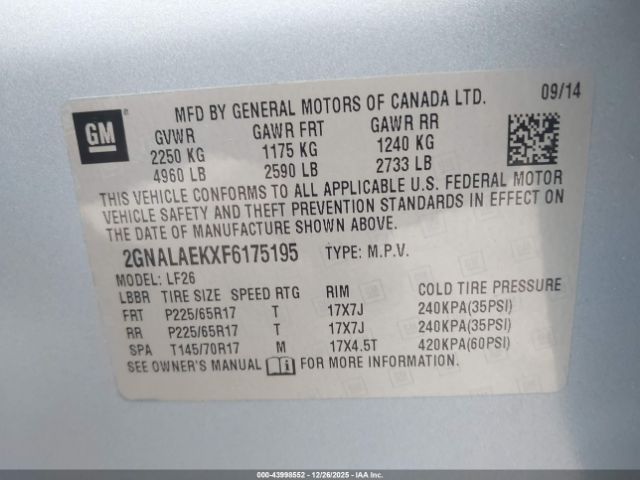 GM
MFD BY GENERAL MOTORS OF CANADA LTD. 09/14
GVWR GAWR FRT GAWR RR
2250 KG 1175 KG 1240 KG
4960 LB 2590 LB 2733 LB
THIS VEHICLE CONFORMS TO ALL APPLICABLE U.S. FEDERAL MOTOR
VEHICLE SAFETY AND THEFT PREVENTION STANDARDS IN EFFECT ON
THE DATE OF MANUFACTURE SHOWN ABOVE.
2GNALAEKXF6175195 TYPE: M.P.V.
MODEL: LF26
LBBR TIRE SIZE SPEED RTG RIM COLD TIRE PRESSURE
FRT P225/65R17 T 17X7J 240KPA(35PSI)
RR P225/65R17 T 17X7J 240KPA(35PSI)
SPA T145/70R17 M 17X4.5T 420KPA(60PSI)
SEE OWNER'S MANUAL FOR MORE INFORMATION.
000-43998552 - 12/26/2025 - IAA, Inc.